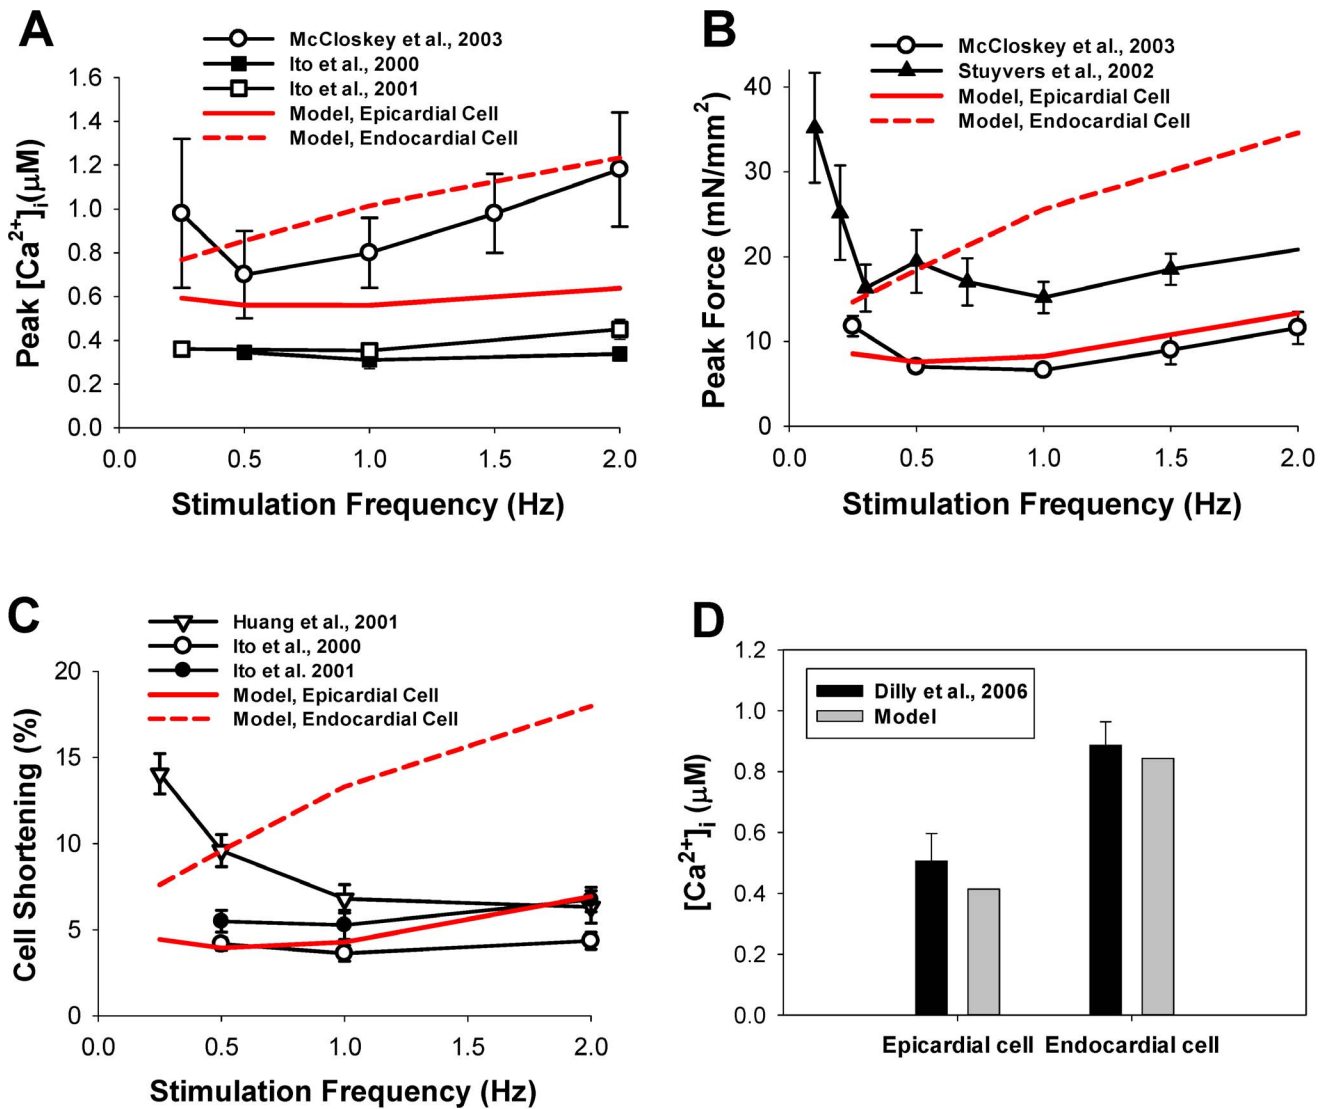 A
McCloskey et al., 2003
Ito et al., 2000
Ito et al., 2001
Model, Epicardial Cell
Model, Endocardial Cell
Peak [Ca²⁺]ᵢ(μM)
1.6
1.4
1.2
1.0
0.8
0.6
0.4
0.2
0.0
0.0 0.5 1.0 1.5 2.0
Stimulation Frequency (Hz)
B
McCloskey et al., 2003
Stuyvers et al., 2002
Model, Epicardial Cell
Model, Endocardial Cell
Peak Force (mN/mm²)
40
30
20
10
0
0.0 0.5 1.0 1.5 2.0
Stimulation Frequency (Hz)
C
Huang et al., 2001
Ito et al., 2000
Ito et al. 2001
Model, Epicardial Cell
Model, Endocardial Cell
Cell Shortening (%)
20
15
10
5
0
0.0 0.5 1.0 1.5 2.0
Stimulation Frequency (Hz)
D
Dilly et al., 2006
Model
[Ca²⁺]ᵢ (μM)
1.2
1.0
0.8
0.6
0.4
0.2
0.0
Epicardial cell Endocardial cell